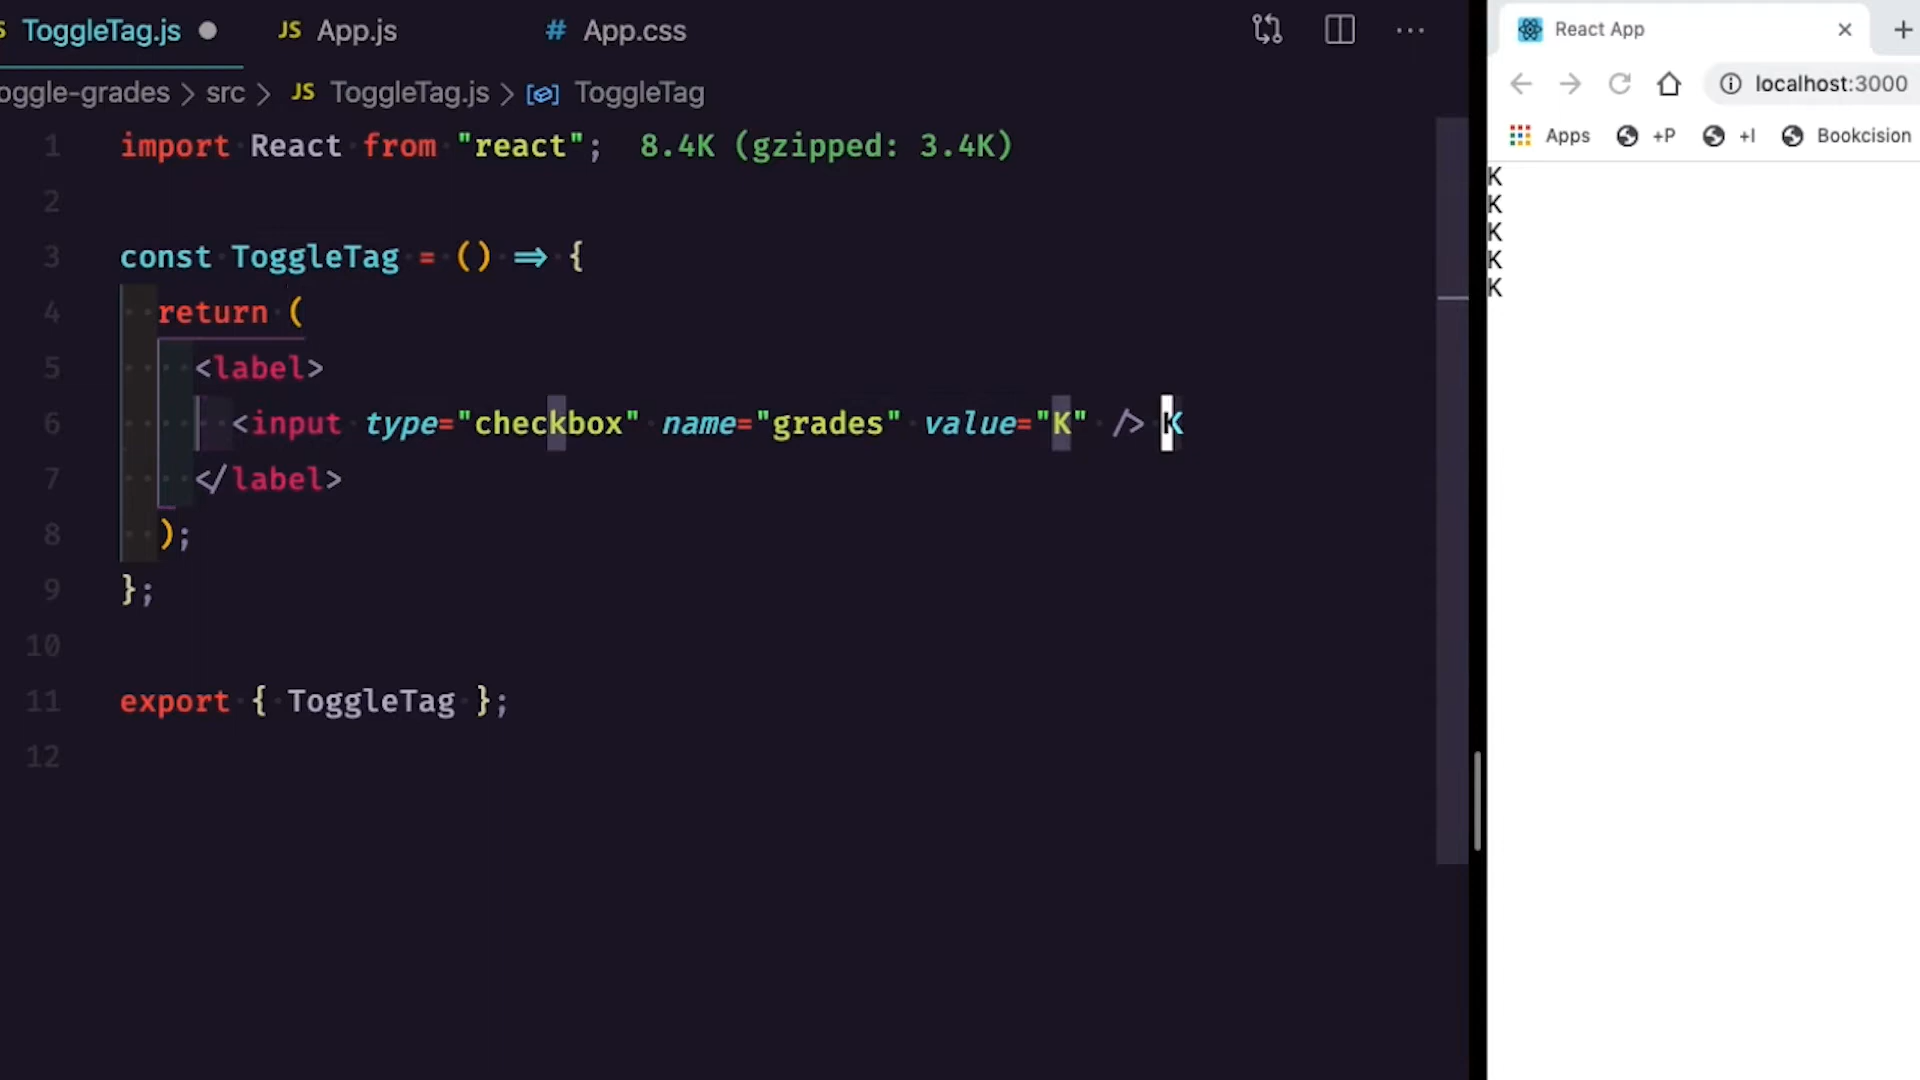 ToggleTag.js
JS App.js
# App.css
oggle-grades > src > JS ToggleTag.js > ToggleTag
1 import React from "react"; 8.4K (gzipped: 3.4K)
2
3 const ToggleTag = () => {
4 return (
5 <label>
6 <input type="checkbox" name="grades" value="K" /> K
7 </label>
8 );
9 };
10
11 export { ToggleTag };
12
React App
localhost:3000
Apps +P +I Bookcision
K
K
K
K
K